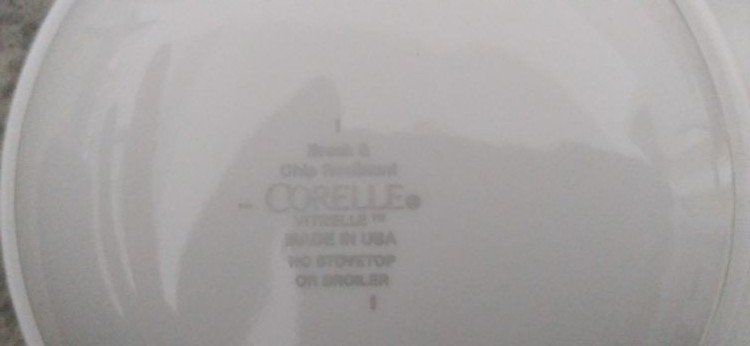 Break &
Chip Resistant
CORELLE®
VITRELLE™
MADE IN USA
NO STOVETOP
OR BROILER